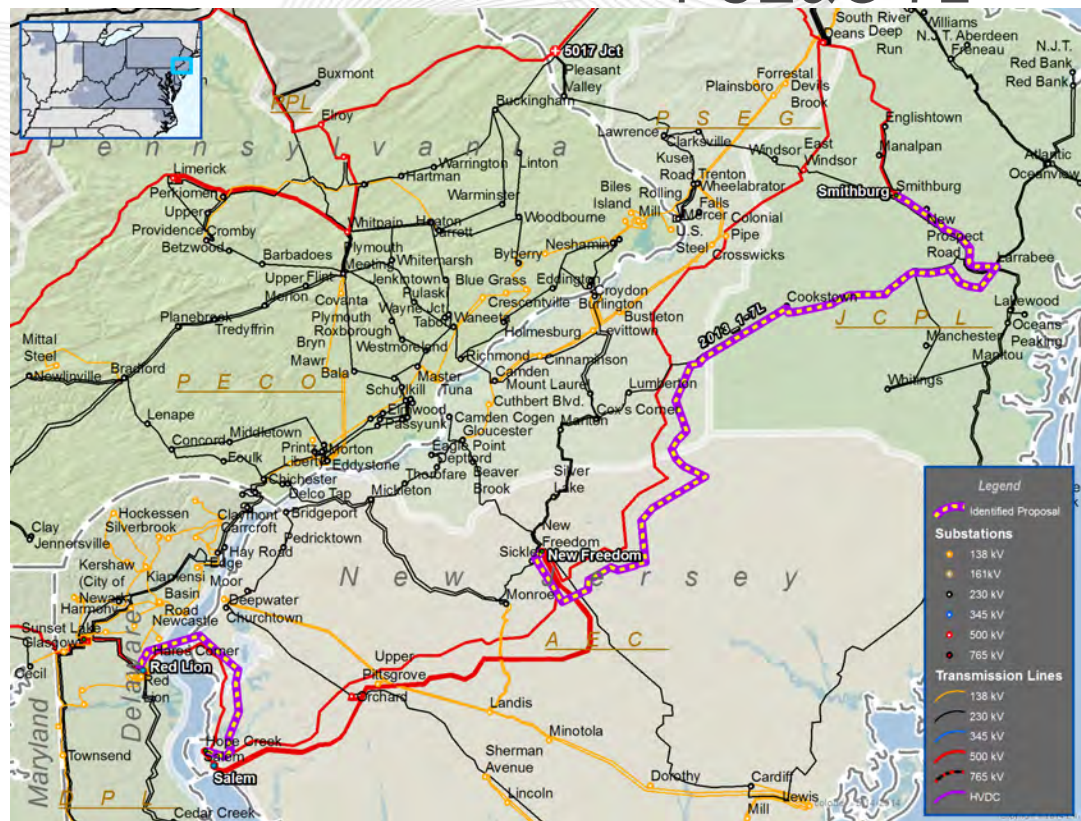 5017 Jct
South River
Deans
Deep
Run
Williams
N.J.T. Aberdeen
Freneau
N.J.T.
Red Bank
Red Bank
Buxmont
Pleasant
Valley
Buckingham
Plainsboro
Forrestal
Devils
Brook
PPL
Elroy
P S E G
Pennsylvania
Lawrence
Clarksville
Englishtown
Manalpan
Windsor
East
Windsor
Atlantic
Oceanview
Linton
Warrington
Hartman
Warminster
Kuser
Road
Trenton
Wheelabrator
Limerick
Perkiomen
Upper
Providence
Cromby
Betzwood
Whitpain
Heaton
Jarrett
Woodbourne
Biles
Island
Rolling
Mill
Falls
Mercer
U.S.
Steel
Colonial
Pipe
Crosswicks
Smithburg
Smithburg
New
Prospect
Road
Larrabee
Barbadoes
Plymouth
Meeting
Whitemarsh
Byberry
Neshaminy
Upper
Flint
Merion
Jenkintown
Blue Grass
Eddington
Croydon
Burlington
Cookstown
Lakewood
Oceans
Peaking
Covanta
Plymouth
Pulaski
Wayne Jct
Tabor
Crescentville
Waneeta
Bustleton
Levittown
J C P L
Manchester
Manitou
Planebrook
Tredyffrin
Roxborough
Bryn
Mawr
Westmoreland
Holmesburg
2013_1-7L
Mittal
Steel
Newlinville
Bradford
P E C O
Bala
Richmond
Camden
Cinnaminson
Whitings
Master
Tuna
Schuylkill
Mount Laurel
Cuthbert Blvd.
Lumberton
Lenape
Elmwood
Passyunk
Camden Cogen
Gloucester
Cox's Corner
Marlton
Middletown
Concord
Foulk
Printz
Morton
Liberty
Eddystone
Eagle Point
Deptford
Thorofare
Beaver
Brook
Silver
Lake
Chichester
Delco Tap
Mickleton
Bridgeport
Hockessen
Silverbrook
Claymont
Carrcroft
Clay
Jennersville
Pedricktown
Kershaw
(City of
Newark)
Harmony
Kiamensi
Basin
Road
Hay Road
Edge
Moor
New
Freedom
Sickler
New Freedom
New Jersey
Deepwater
Churchtown
Monroe
Sunset Lake
Glasgow
Cecil
Newcastle
Hares Corner
Red Lion
Red
Lion
A E C
Upper
Pittsgrove
Orchard
Landis
Maryland
Delaware
Minotola
Hope Creek
Salem
Salem
Townsend
Sherman
Avenue
Lincoln
Dorothy
Cardiff
Mill
Lewis
D P L
Cedar Creek
Legend
Identified Proposal
Substations
138 kV
161kV
230 kV
345 kV
500 kV
765 kV
Transmission Lines
138 kV
230 kV
345 kV
500 kV
765 kV
HVDC